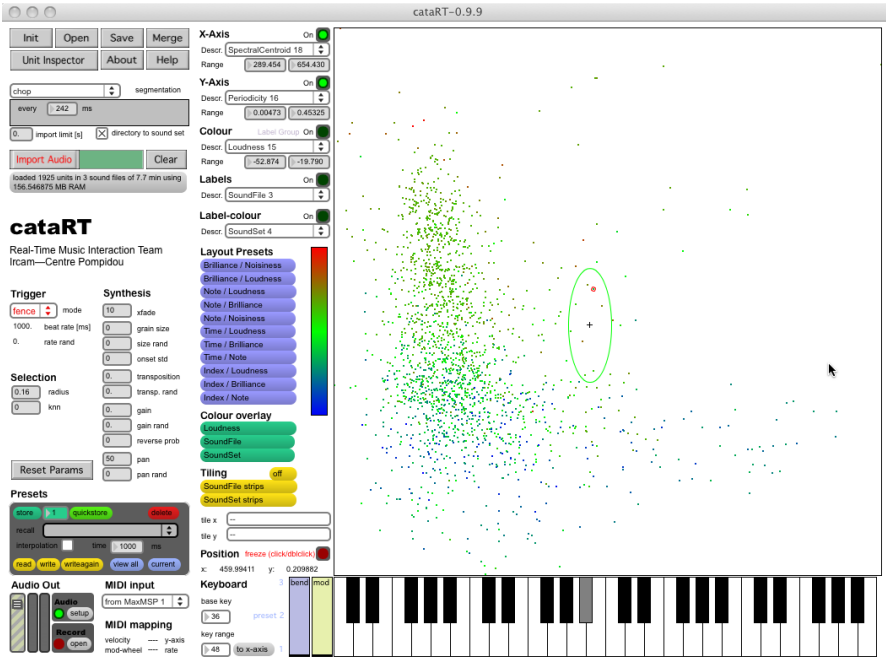 cataRT-0.9.9
Init Open Save Merge
Unit Inspector About Help
chop segmentation
every 242 ms
0. import limit [s] directory to sound set
Import Audio Clear
loaded 1925 units in 3 sound files of 7.7 min using
156.546875 MB RAM
cataRT
Real-Time Music Interaction Team
Ircam—Centre Pompidou
Trigger
fence mode
1000. beat rate [ms]
0. rate rand
Selection
0.16 radius
0 knn
Reset Params
Synthesis
10 xfade
0 grain size
0 size rand
0 onset std
0. transposition
0. transp. rand
0. gain
0. gain rand
0 reverse prob
50 pan
0 pan rand
Presets
store 1 quickstore delete
recall
interpolation time 1000 ms
read write writeagain view all current
Audio Out
Audio
setup
Record
open
MIDI input
from MaxMSP 1
MIDI mapping
velocity ---- y-axis
mod-wheel ---- rate
X-Axis On
Descr. SpectralCentroid 18
Range 289.454 654.430
Y-Axis On
Descr. Periodicity 16
Range 0.00473 0.45325
Colour Label Group On
Descr. Loudness 15
Range -52.874 -19.790
Labels On
Descr. SoundFile 3
Label-colour On
Descr. SoundSet 4
Layout Presets
Brilliance / Noisiness
Brilliance / Loudness
Note / Loudness
Note / Brilliance
Note / Noisiness
Time / Loudness
Time / Brilliance
Time / Note
Index / Loudness
Index / Brilliance
Index / Note
Colour overlay
Loudness
SoundFile
SoundSet
Tiling off
SoundFile strips
SoundSet strips
tile x --
tile y --
Position freeze (click/dblclick)
x: 459.99411 y: 0.209882
Keyboard 3 bend mod
base key
36 preset 2
key range
48 to x-axis 1